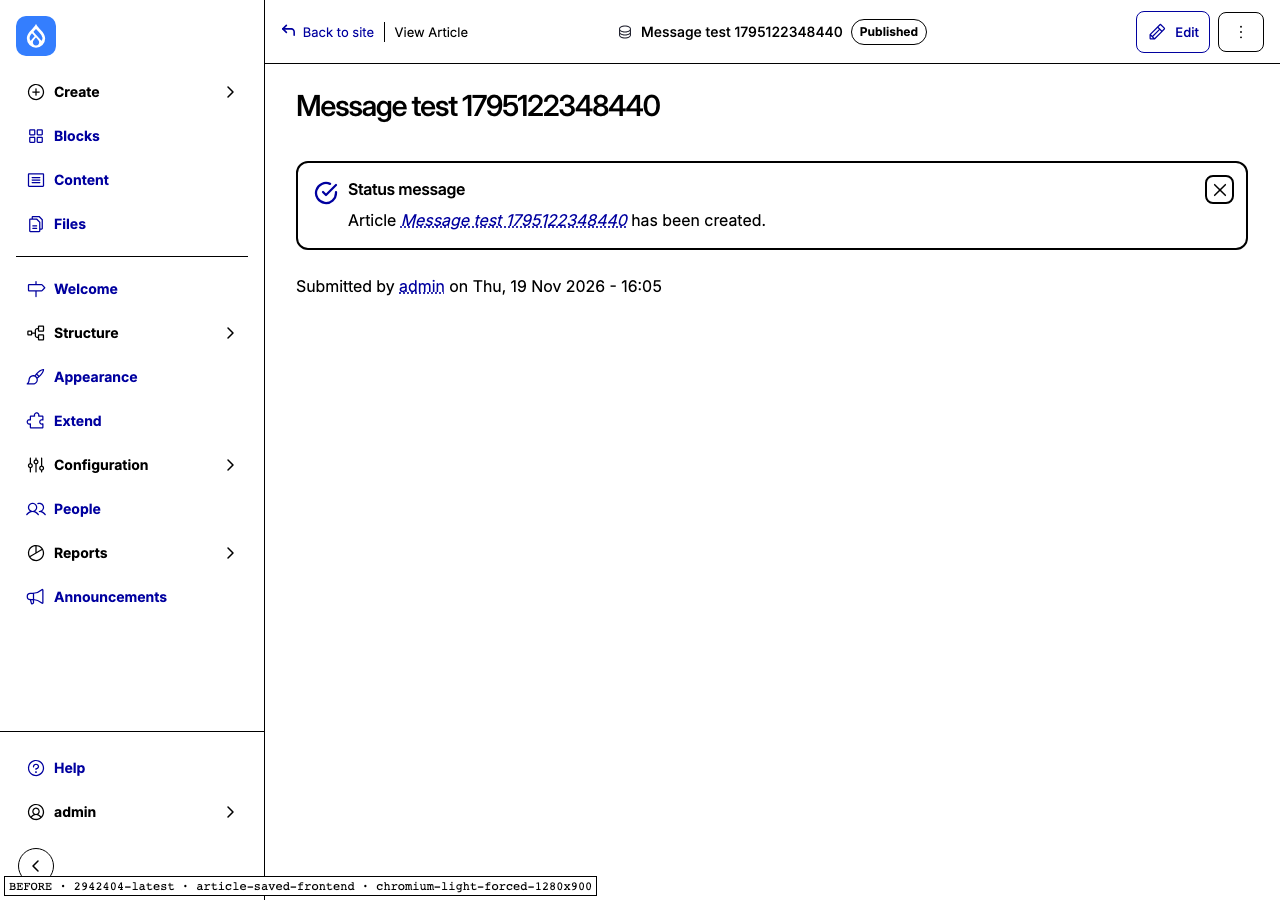 Back to site
View Article
Message test 1795122348440
Published
Edit
Create
Blocks
Content
Files
Welcome
Structure
Appearance
Extend
Configuration
People
Reports
Announcements
Help
admin
Message test 1795122348440
Status message
Article Message test 1795122348440 has been created.
Submitted by admin on Thu, 19 Nov 2026 - 16:05
BEFORE · 2942404-latest · article-saved-frontend · chromium-light-forced-1280x900